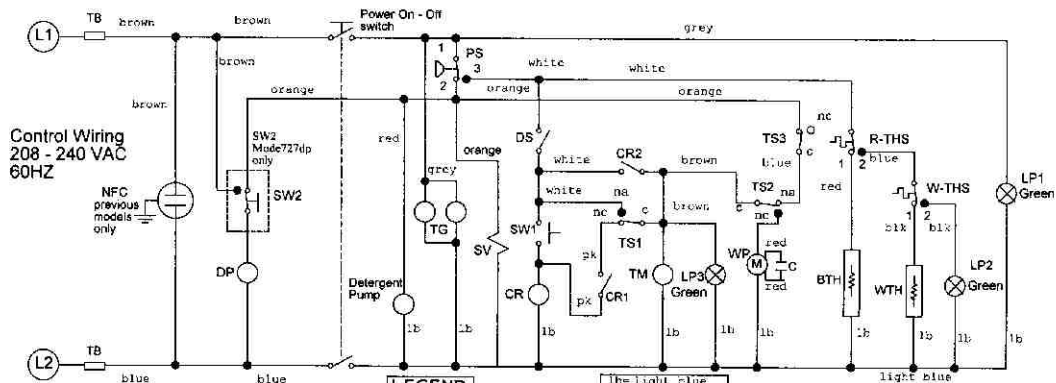 L1
TB
brown
brown
Power On - Off
switch
grey
1
PS
3
2
white
white
brown
orange
orange
orange
brown
Control Wiring
208 - 240 VAC
60HZ
SW2
Mode727dp
only
red
orange
DS
CR2
TS3
c
blue
nc
R-THS
1
2
blue
NFC
previous
models
only
SW2
grey
white
brown
na
TS2
na
c
nc
red
W-THS
1
2
LP1
Green
white
nc
c
brown
TG
SV
SW1
TS1
blk
blk
DP
Detergent
Pump
pk
WP
M
red
C
red
CR
pk
CR1
TM
LP3
Green
BTH
WTH
LP2
Green
lb
lb
lb
lb
lb
lb
lb
lb
lb
lb
lb
L2
TB
blue
blue
LEGEND
lb=light blue
light blue